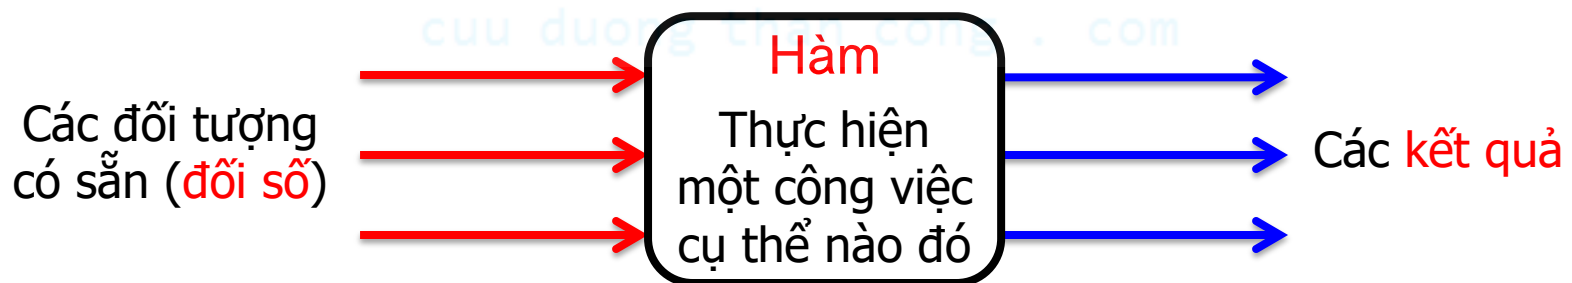 cuu duong than cong . com
Hàm
Các đối tượng
có sẵn (đối số)
Thực hiện
một công việc
cụ thể nào đó
Các kết quả